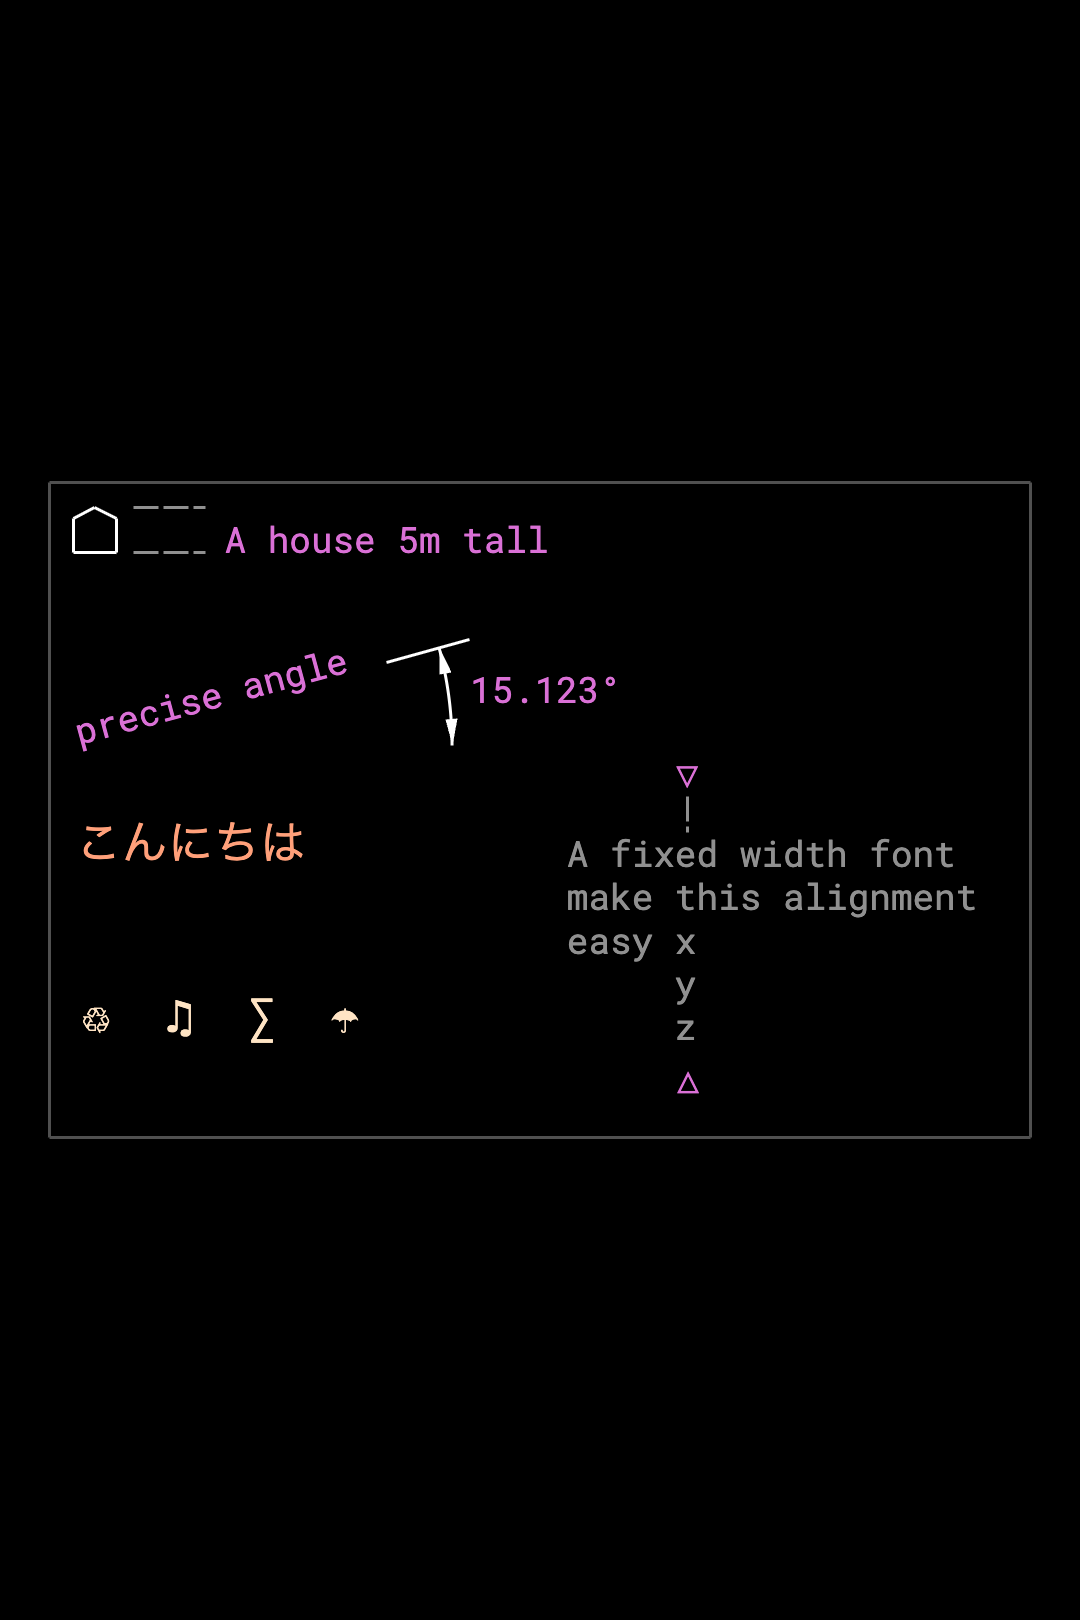 A house 5m tall
precise angle
15.123°
こんにちは
A fixed width font
make this alignment
easy x
y
z
♲ ♫ ∑ ☂